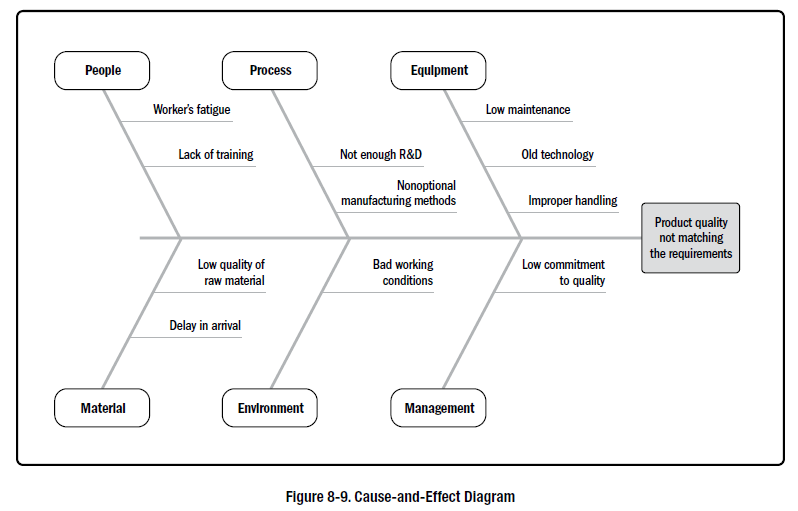 People
Process
Equipment
Worker's fatigue
Low maintenance
Lack of training
Not enough R&D
Old technology
Nonoptional
manufacturing methods
Improper handling
Product quality
not matching
the requirements
Low quality of
raw material
Bad working
conditions
Low commitment
to quality
Delay in arrival
Material
Environment
Management
Figure 8-9. Cause-and-Effect Diagram